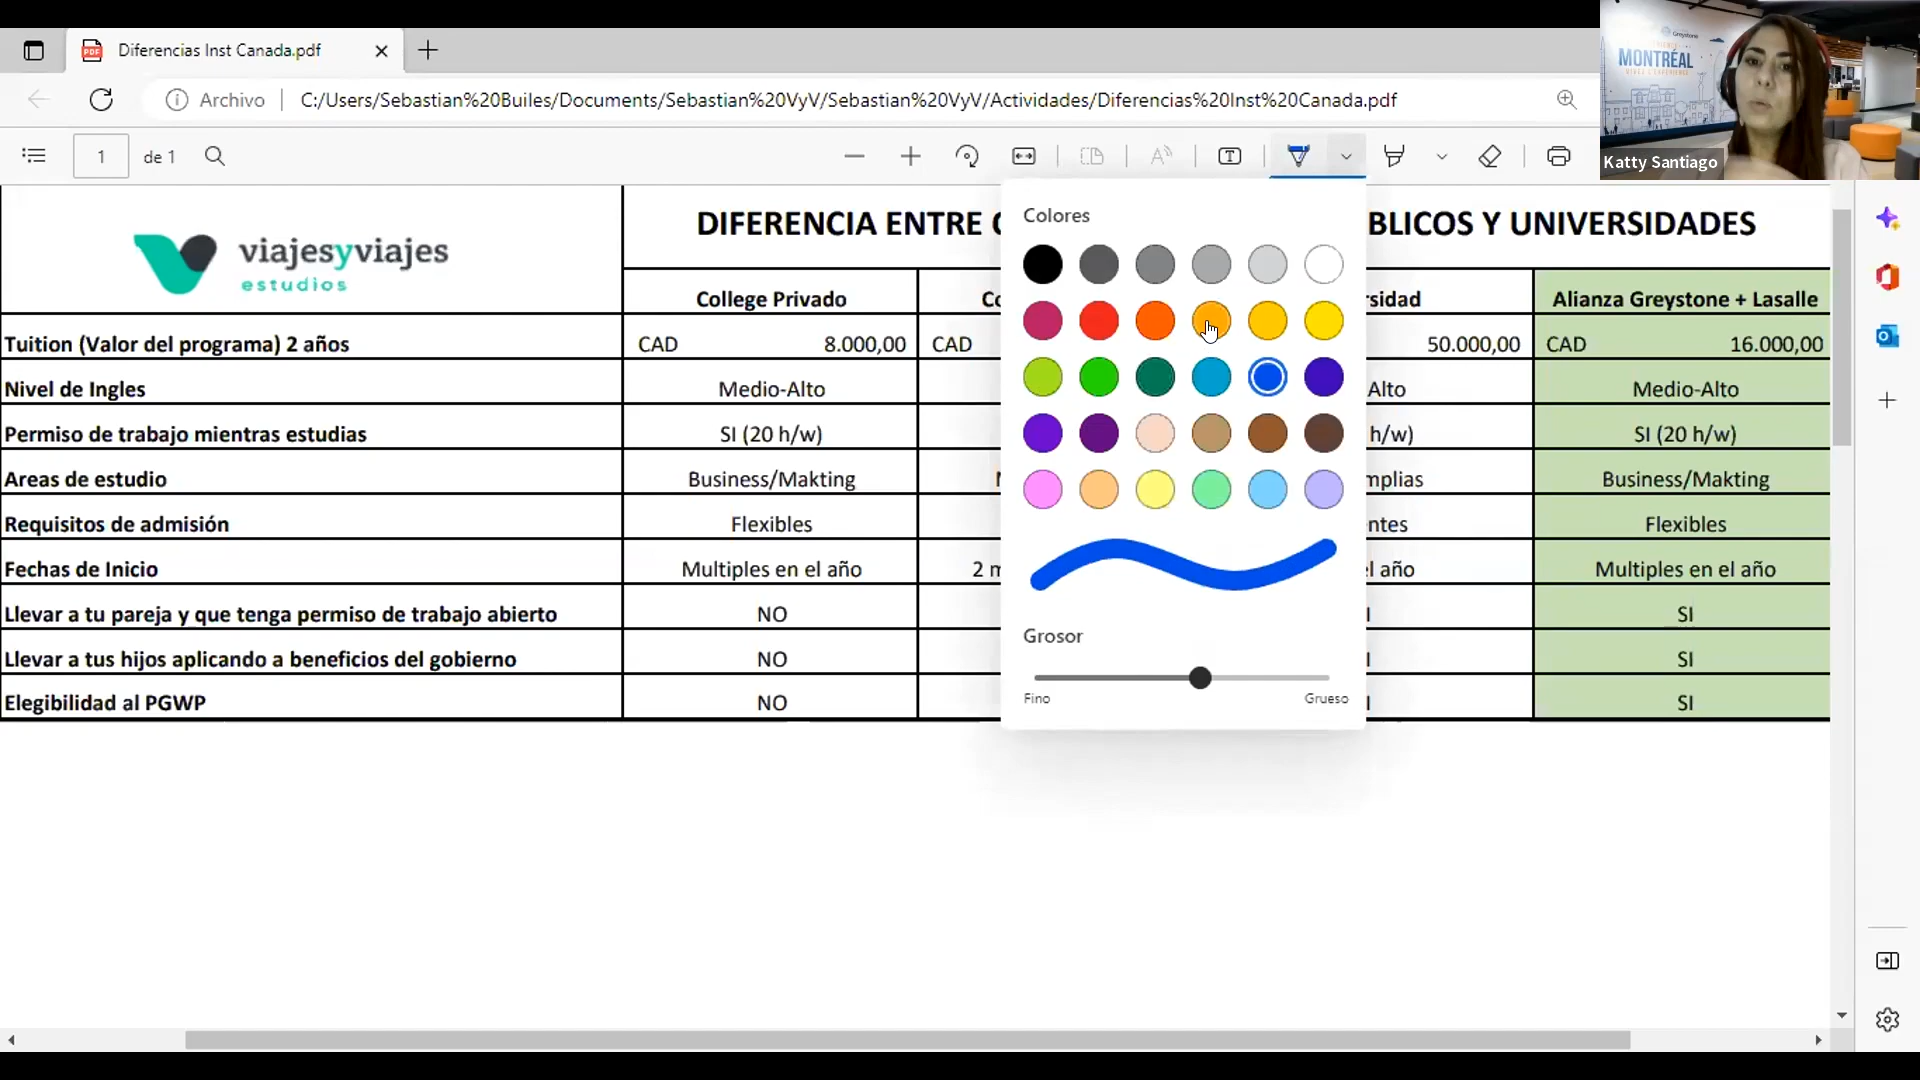 Diferencias Inst Canada.pdf
Archivo
C:/Users/Sebastian%20Builes/Documents/Sebastian%20VyV/Sebastian%20VyV/Actividades/Diferencias%20Inst%20Canada.pdf
Greystone
MONTRÉAL
Katty Santiago
1 de 1
viajesyviajes
estudios
DIFERENCIA ENTRE C BLICOS Y UNIVERSIDADES
College Privado Co sidad Alianza Greystone + Lasalle
Tuition (Valor del programa) 2 años CAD 8.000,00 CAD 50.000,00 CAD 16.000,00
Nivel de Ingles Medio-Alto Alto Medio-Alto
Permiso de trabajo mientras estudias SI (20 h/w) h/w) SI (20 h/w)
Areas de estudio Business/Makting mplias Business/Makting
Requisitos de admisión Flexibles ntes Flexibles
Fechas de Inicio Multiples en el año 2 m l año Multiples en el año
Llevar a tu pareja y que tenga permiso de trabajo abierto NO I SI
Llevar a tus hijos aplicando a beneficios del gobierno NO I SI
Elegibilidad al PGWP NO I SI
Colores
Grosor
Fino Grueso